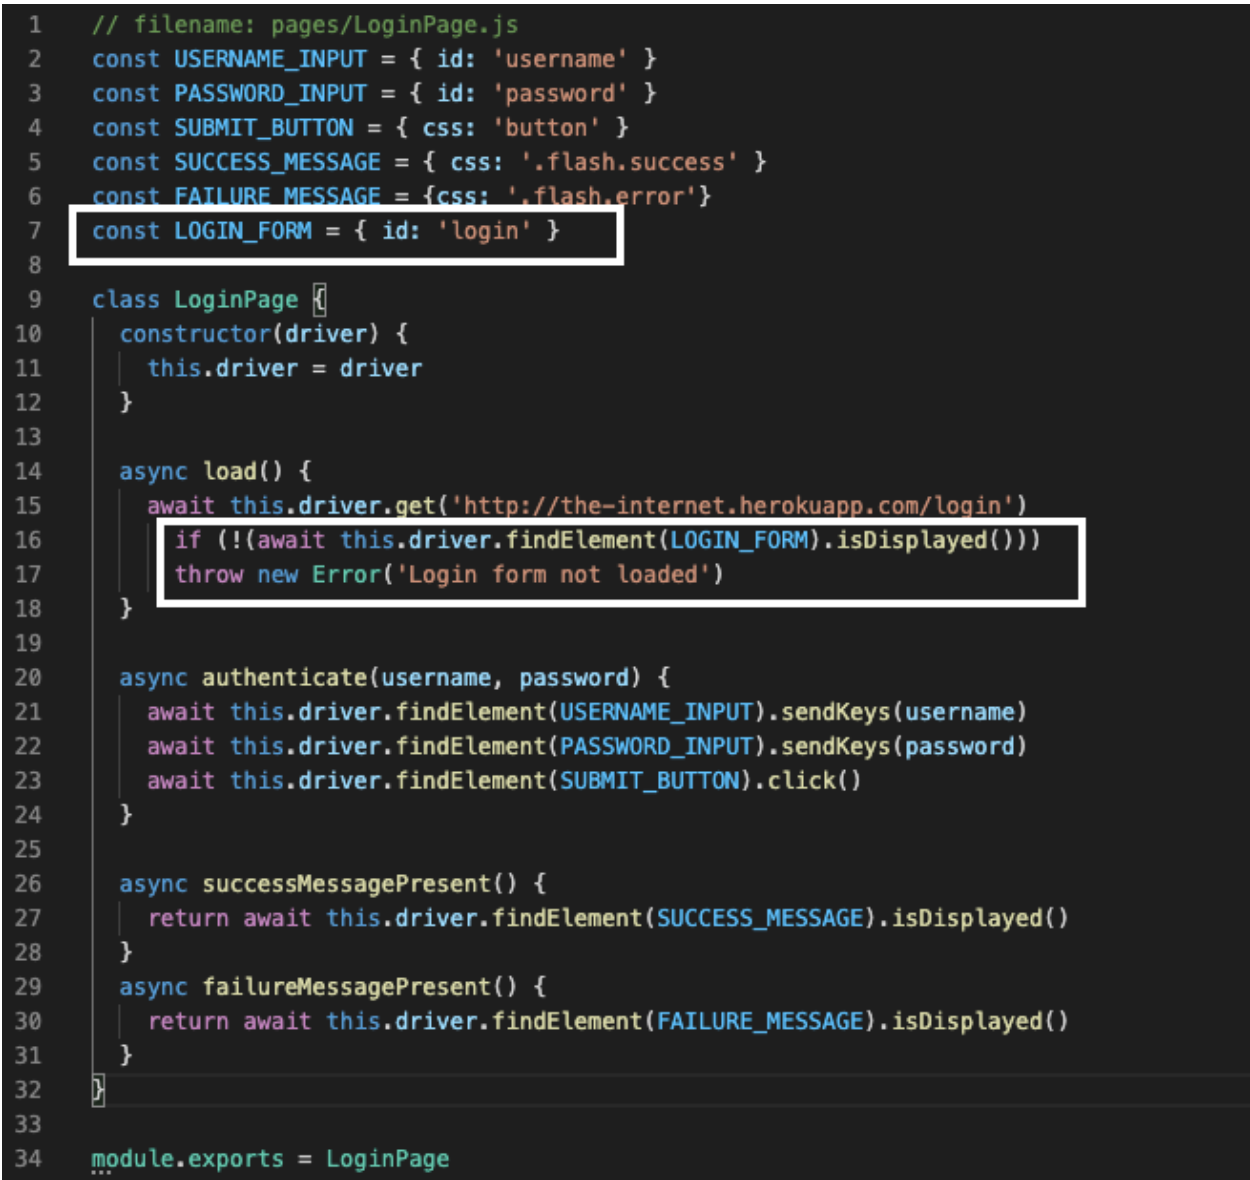 1 // filename: pages/LoginPage.js
2 const USERNAME_INPUT = { id: 'username' }
3 const PASSWORD_INPUT = { id: 'password' }
4 const SUBMIT_BUTTON = { css: 'button' }
5 const SUCCESS_MESSAGE = { css: '.flash.success' }
6 const FAILURE_MESSAGE = {css: '.flash.error'}
7 const LOGIN_FORM = { id: 'login' }
8
9 class LoginPage {
10 constructor(driver) {
11 this.driver = driver
12 }
13
14 async load() {
15 await this.driver.get('http://the-internet.herokuapp.com/login')
16 if (!(await this.driver.findElement(LOGIN_FORM).isDisplayed()))
17 throw new Error('Login form not loaded')
18 }
19
20 async authenticate(username, password) {
21 await this.driver.findElement(USERNAME_INPUT).sendKeys(username)
22 await this.driver.findElement(PASSWORD_INPUT).sendKeys(password)
23 await this.driver.findElement(SUBMIT_BUTTON).click()
24 }
25
26 async successMessagePresent() {
27 return await this.driver.findElement(SUCCESS_MESSAGE).isDisplayed()
28 }
29 async failureMessagePresent() {
30 return await this.driver.findElement(FAILURE_MESSAGE).isDisplayed()
31 }
32 }
33
34 module.exports = LoginPage